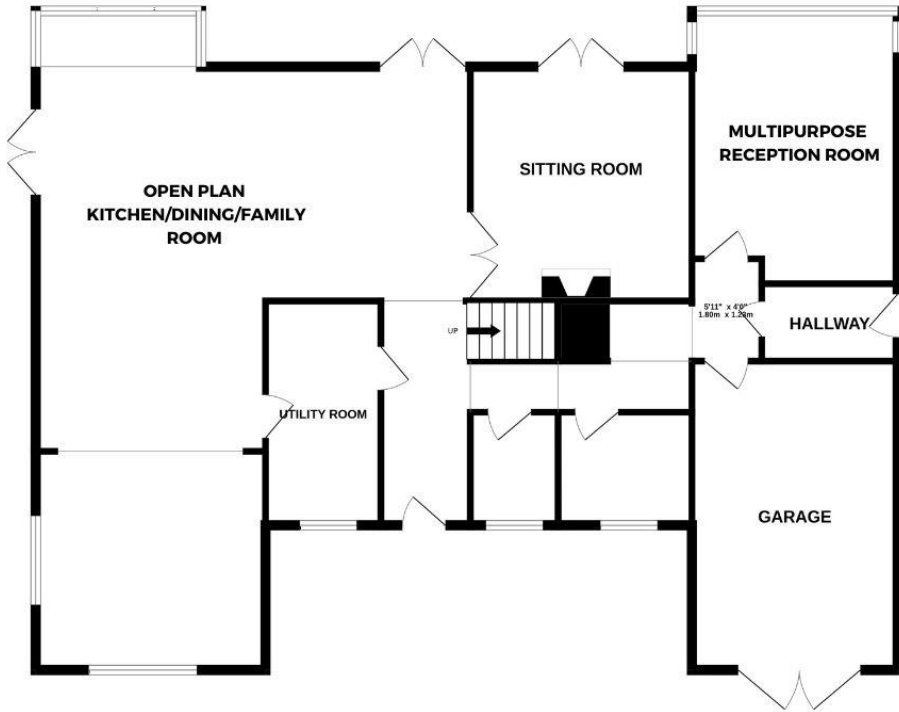 MULTIPURPOSE
RECEPTION ROOM
SITTING ROOM
OPEN PLAN
KITCHEN/DINING/FAMILY
ROOM
5'11" x 4'0"
1.80m x 1.23m
UP
HALLWAY
UTILITY ROOM
GARAGE